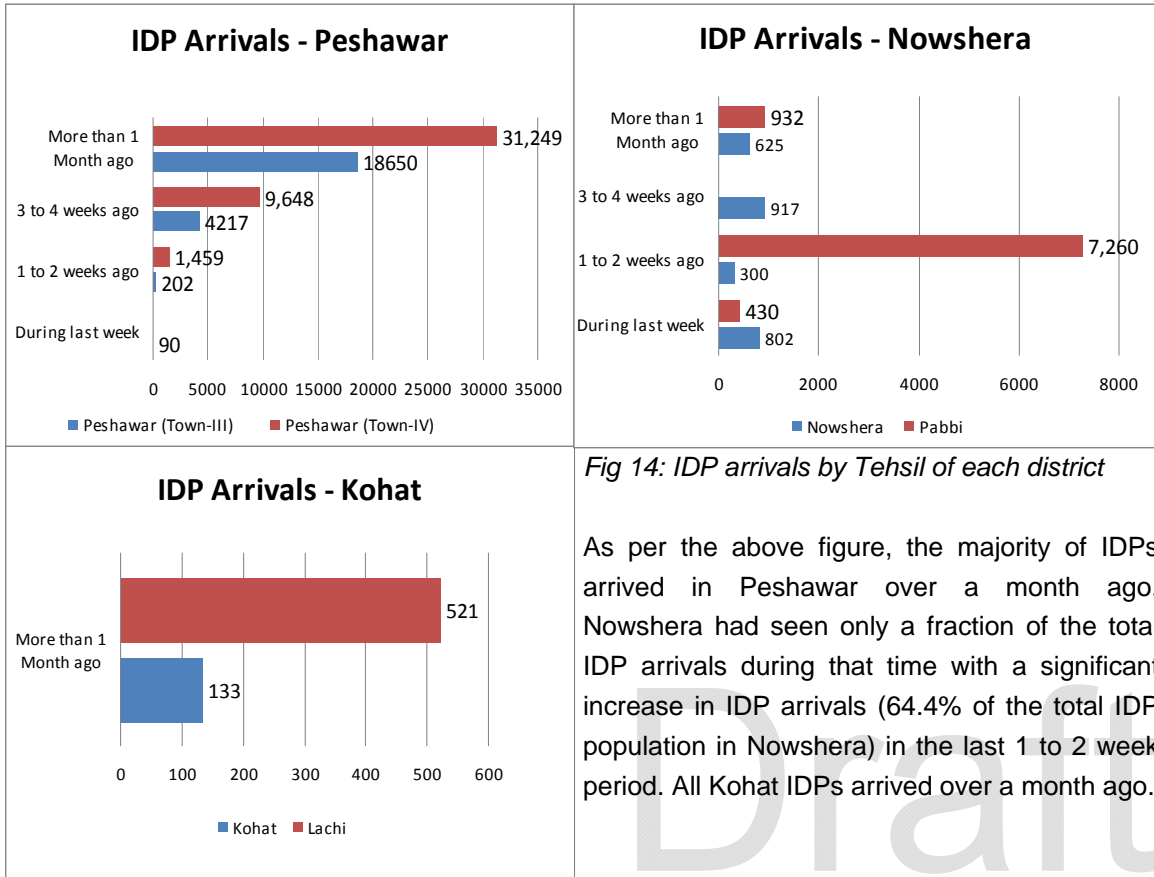 IDP Arrivals - Peshawar
More than 1
Month ago
31,249
18650
3 to 4 weeks ago
9,648
4217
1 to 2 weeks ago
1,459
202
During last week
90
0 5000 10000 15000 20000 25000 30000 35000
Peshawar (Town-III) Peshawar (Town-IV)
IDP Arrivals - Nowshera
More than 1
Month ago
932
625
3 to 4 weeks ago
917
1 to 2 weeks ago
7,260
300
During last week
430
802
0 2000 4000 6000 8000
Nowshera Pabbi
IDP Arrivals - Kohat
More than 1
Month ago
521
133
0 100 200 300 400 500 600
Kohat Lachi
Fig 14: IDP arrivals by Tehsil of each district
As per the above figure, the majority of IDPs
arrived in Peshawar over a month ago.
Nowshera had seen only a fraction of the total
IDP arrivals during that time with a significant
increase in IDP arrivals (64.4% of the total IDP
population in Nowshera) in the last 1 to 2 week
period. All Kohat IDPs arrived over a month ago.
Draft